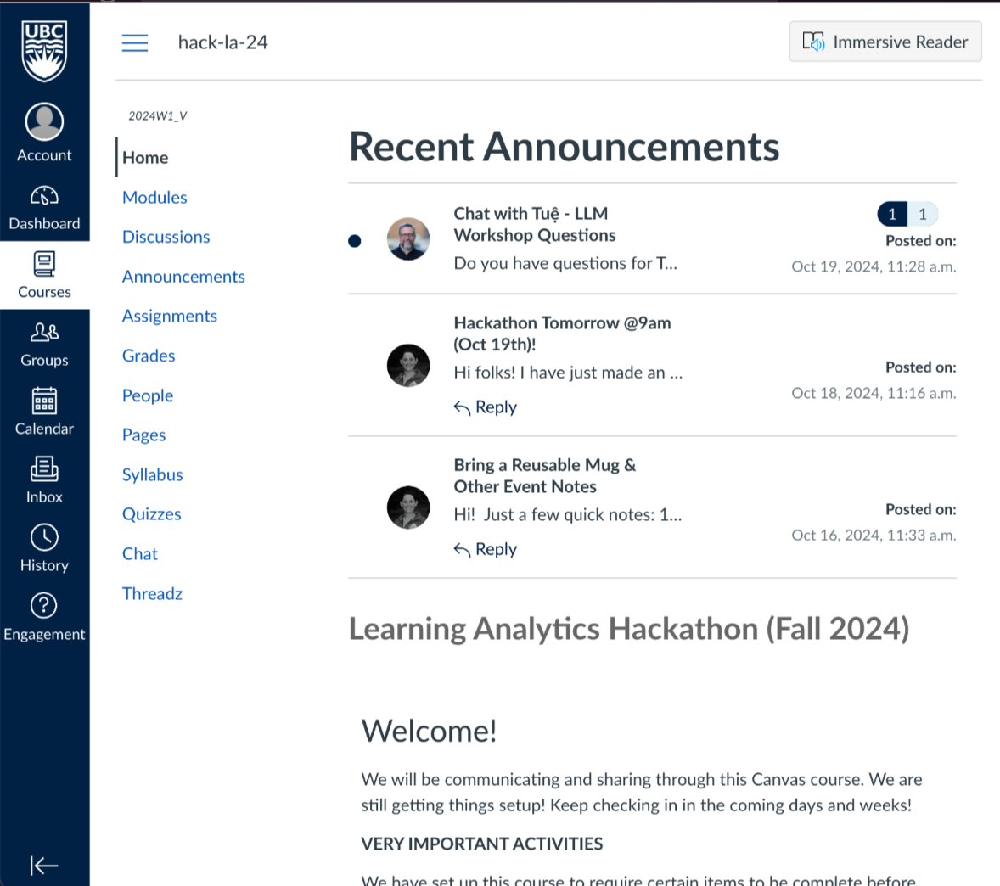 UBC
Account
Dashboard
Courses
Groups
Calendar
Inbox
History
Engagement
hack-la-24
Immersive Reader
2024W1_V
Home
Modules
Discussions
Announcements
Assignments
Grades
People
Pages
Syllabus
Quizzes
Chat
Threadz
Recent Announcements
Chat with Tuệ - LLM
Workshop Questions
Do you have questions for T...
1 1
Posted on:
Oct 19, 2024, 11:28 a.m.
Hackathon Tomorrow @9am
(Oct 19th)!
Hi folks! I have just made an ...
Reply
Posted on:
Oct 18, 2024, 11:16 a.m.
Bring a Reusable Mug &
Other Event Notes
Hi!  Just a few quick notes: 1...
Reply
Posted on:
Oct 16, 2024, 11:33 a.m.
Learning Analytics Hackathon (Fall 2024)
Welcome!
We will be communicating and sharing through this Canvas course. We are
still getting things setup! Keep checking in in the coming days and weeks!
VERY IMPORTANT ACTIVITIES
We have set up this course to require certain items to be complete before